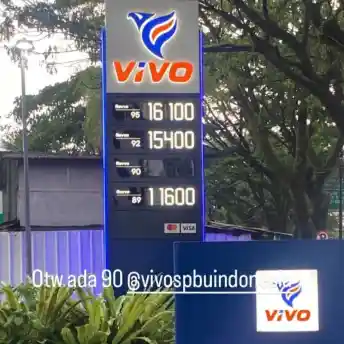 ViVO
Revvo 95 16100
Revvo 92 15400
Revvo 90
Revvo 89 11600
VISA
Otw.ada 90 @vivospbuindon
ViVO